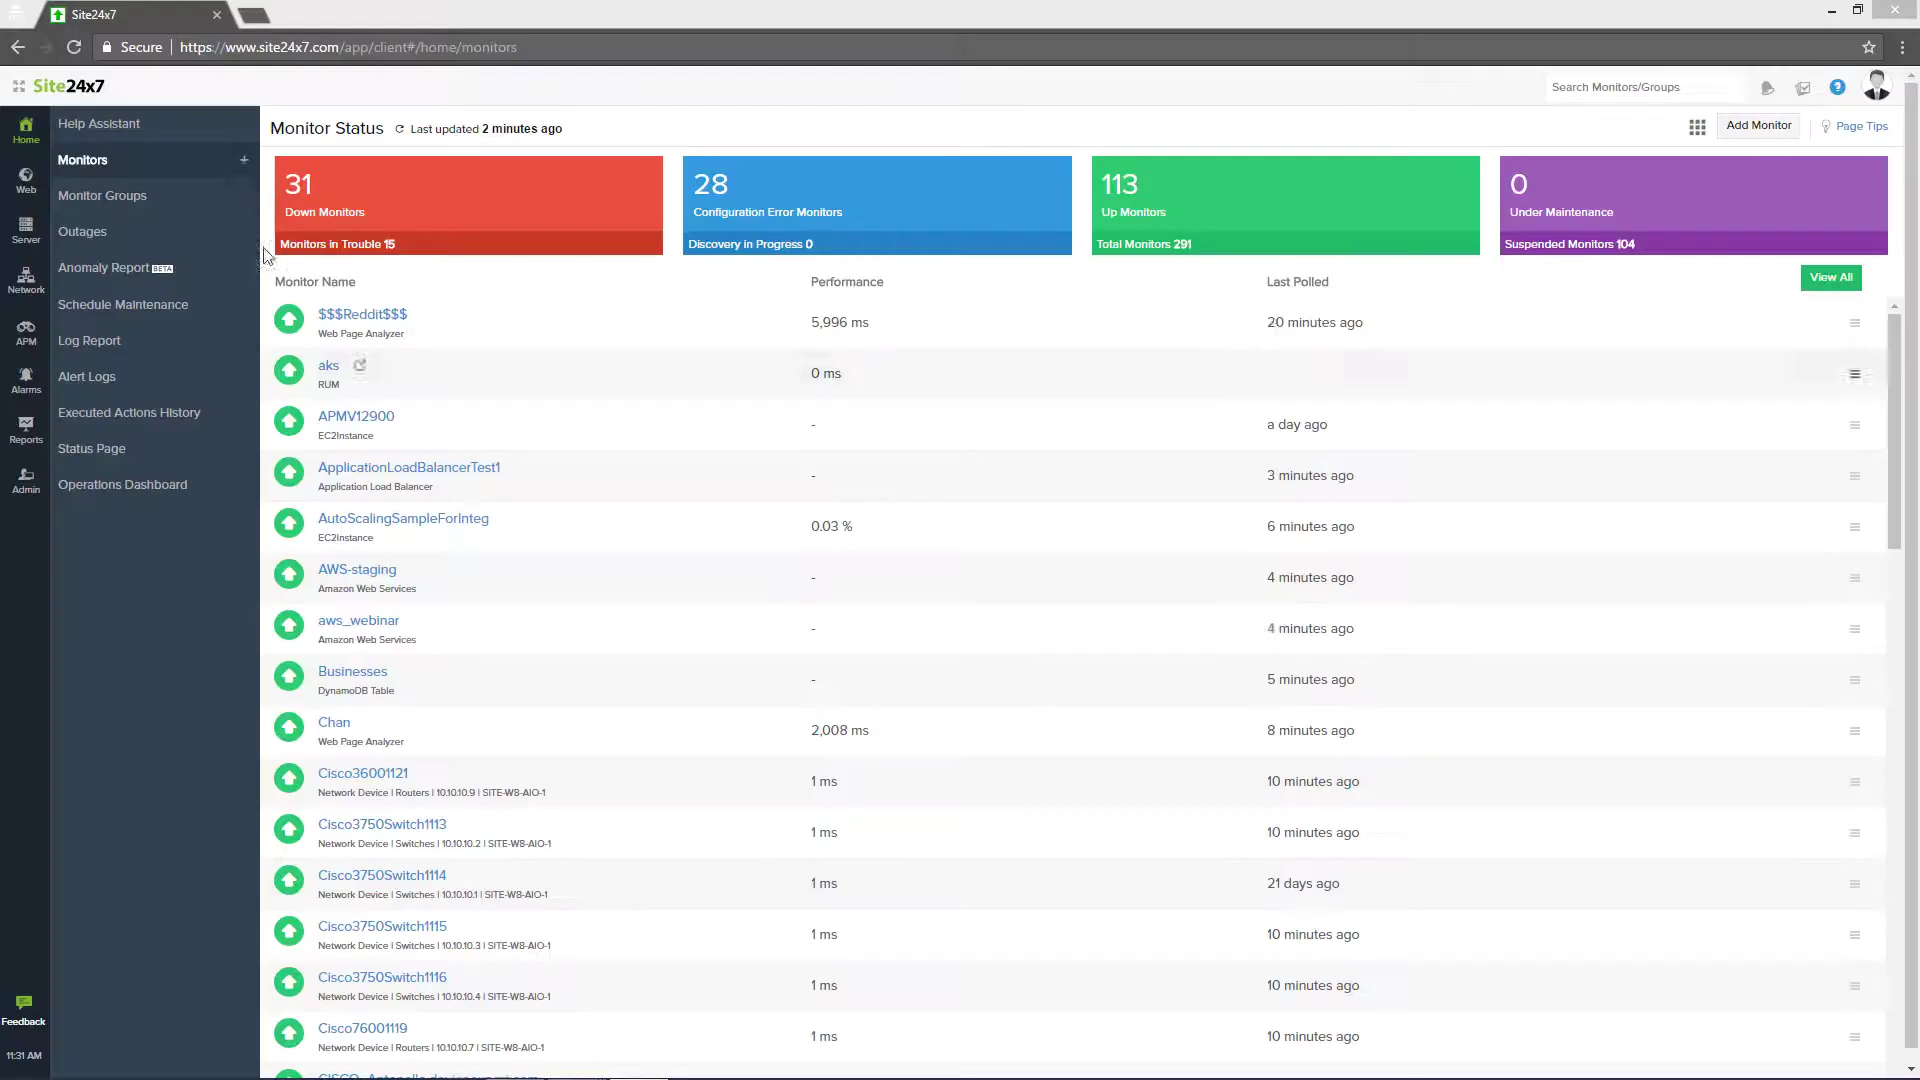 Site24x7
Secure
https://www.site24x7.com/app/client#/home/monitors
Site24x7
Search Monitors/Groups
Home
Web
Server
Network
APM
Alarms
Reports
Admin
Feedback
11:31 AM
Help Assistant
Monitors +
Monitor Groups
Outages
Anomaly Report BETA
Schedule Maintenance
Log Report
Alert Logs
Executed Actions History
Status Page
Operations Dashboard
Monitor Status Last updated 2 minutes ago
Add Monitor
Page Tips
31
Down Monitors
Monitors in Trouble 15
28
Configuration Error Monitors
Discovery in Progress 0
113
Up Monitors
Total Monitors 291
0
Under Maintenance
Suspended Monitors 104
Monitor Name Performance Last Polled View All
$$$Reddit$$$
Web Page Analyzer
5,996 ms
20 minutes ago
aks
RUM
0 ms
APMV12900
EC2Instance
-
a day ago
ApplicationLoadBalancerTest1
Application Load Balancer
-
3 minutes ago
AutoScalingSampleForInteg
EC2Instance
0.03 %
6 minutes ago
AWS-staging
Amazon Web Services
-
4 minutes ago
aws_webinar
Amazon Web Services
-
4 minutes ago
Businesses
DynamoDB Table
-
5 minutes ago
Chan
Web Page Analyzer
2,008 ms
8 minutes ago
Cisco36001121
Network Device | Routers | 10.10.10.9 | SITE-W8-AIO-1
1 ms
10 minutes ago
Cisco3750Switch1113
Network Device | Switches | 10.10.10.2 | SITE-W8-AIO-1
1 ms
10 minutes ago
Cisco3750Switch1114
Network Device | Switches | 10.10.10.1 | SITE-W8-AIO-1
1 ms
21 days ago
Cisco3750Switch1115
Network Device | Switches | 10.10.10.3 | SITE-W8-AIO-1
1 ms
10 minutes ago
Cisco3750Switch1116
Network Device | Switches | 10.10.10.4 | SITE-W8-AIO-1
1 ms
10 minutes ago
Cisco76001119
Network Device | Routers | 10.10.10.7 | SITE-W8-AIO-1
1 ms
10 minutes ago